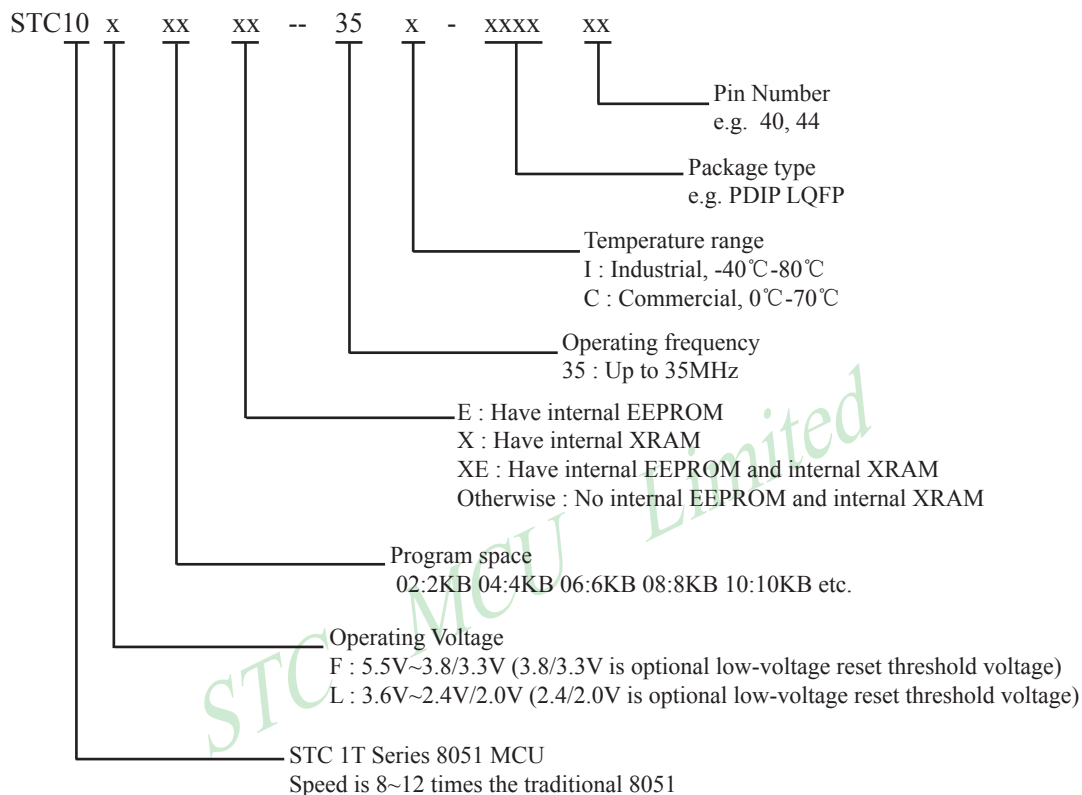 STC10 x xx xx -- 35 x - xxxx xx
Pin Number
e.g. 40, 44
Package type
e.g. PDIP LQFP
Temperature range
I : Industrial, -40℃-80℃
C : Commercial, 0℃-70℃
Operating frequency
35 : Up to 35MHz
E : Have internal EEPROM
X : Have internal XRAM
XE : Have internal EEPROM and internal XRAM
Otherwise : No internal EEPROM and internal XRAM
Program space
02:2KB 04:4KB 06:6KB 08:8KB 10:10KB etc.
Operating Voltage
F : 5.5V~3.8/3.3V (3.8/3.3V is optional low-voltage reset threshold voltage)
L : 3.6V~2.4V/2.0V (2.4/2.0V is optional low-voltage reset threshold voltage)
STC 1T Series 8051 MCU
Speed is 8~12 times the traditional 8051
STC MCU Limited